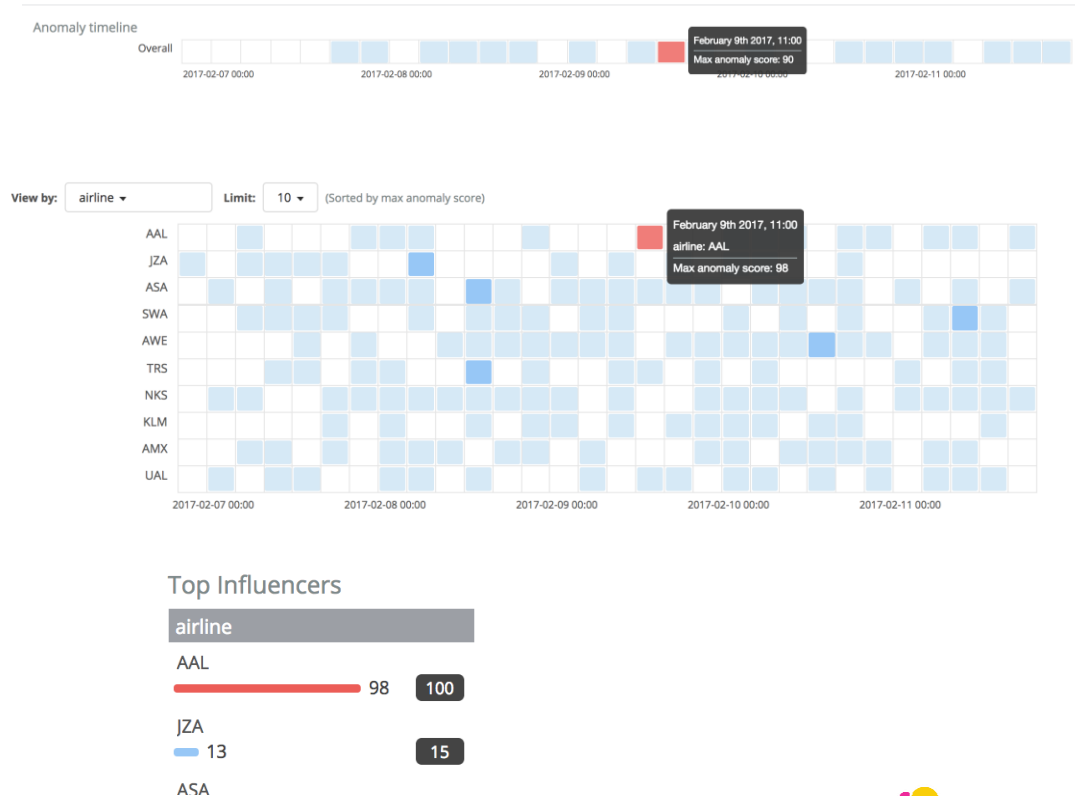 Anomaly timeline
Overall
February 9th 2017, 11:00
Max anomaly score: 90
2017-02-07 00:00 2017-02-08 00:00 2017-02-09 00:00 2017-02-10 00:00 2017-02-11 00:00
View by: airline Limit: 10 (Sorted by max anomaly score)
February 9th 2017, 11:00
airline: AAL
Max anomaly score: 98
AAL
JZA
ASA
SWA
AWE
TRS
NKS
KLM
AMX
UAL
2017-02-07 00:00 2017-02-08 00:00 2017-02-09 00:00 2017-02-10 00:00 2017-02-11 00:00
Top Influencers
airline
AAL
98 100
JZA
13 15
ASA